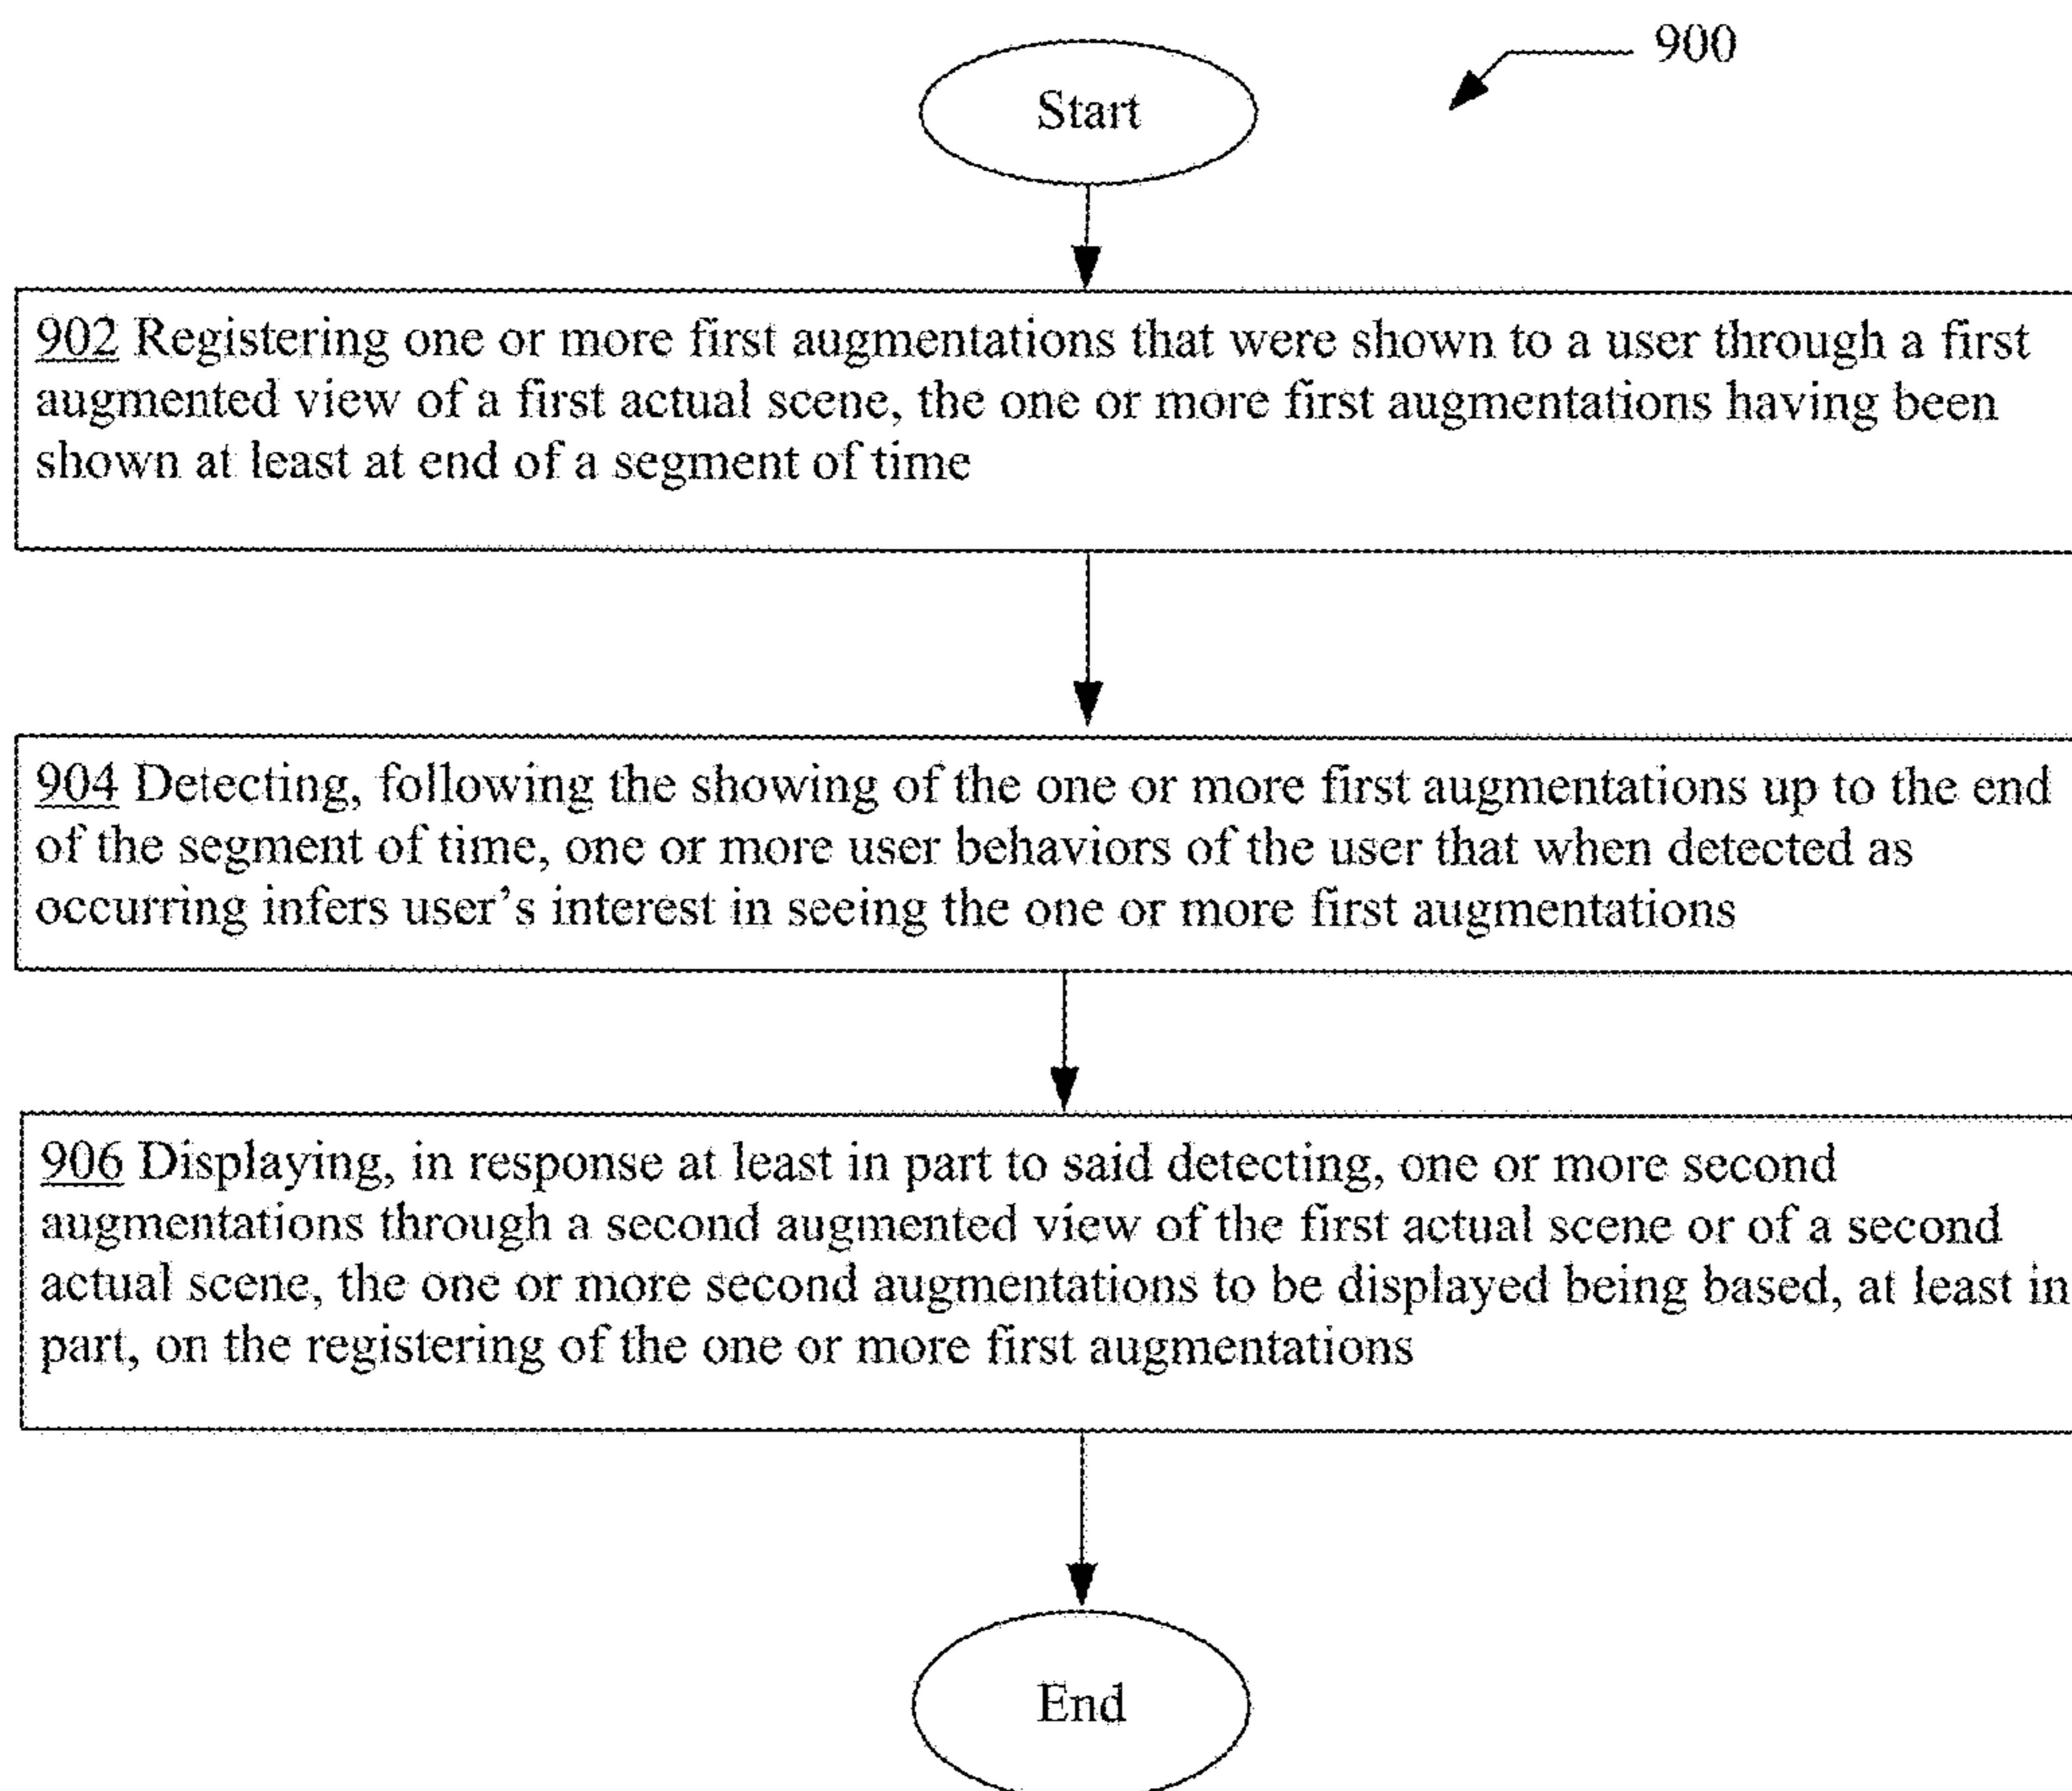 900
Start
902 Registering one or more first augmentations that were shown to a user through a first
augmented view of a first actual scene, the one or more first augmentations having been
shown at least at end of a segment of time
904 Detecting, following the showing of the one or more first augmentations up to the end
of the segment of time, one or more user behaviors of the user that when detected as
occurring infers user’s interest in seeing the one or more first augmentations
906 Displaying, in response at least in part to said detecting, one or more second
augmentations through a second augmented view of the first actual scene or of a second
actual scene, the one or more second augmentations to be displayed being based, at least in
part, on the registering of the one or more first augmentations
End